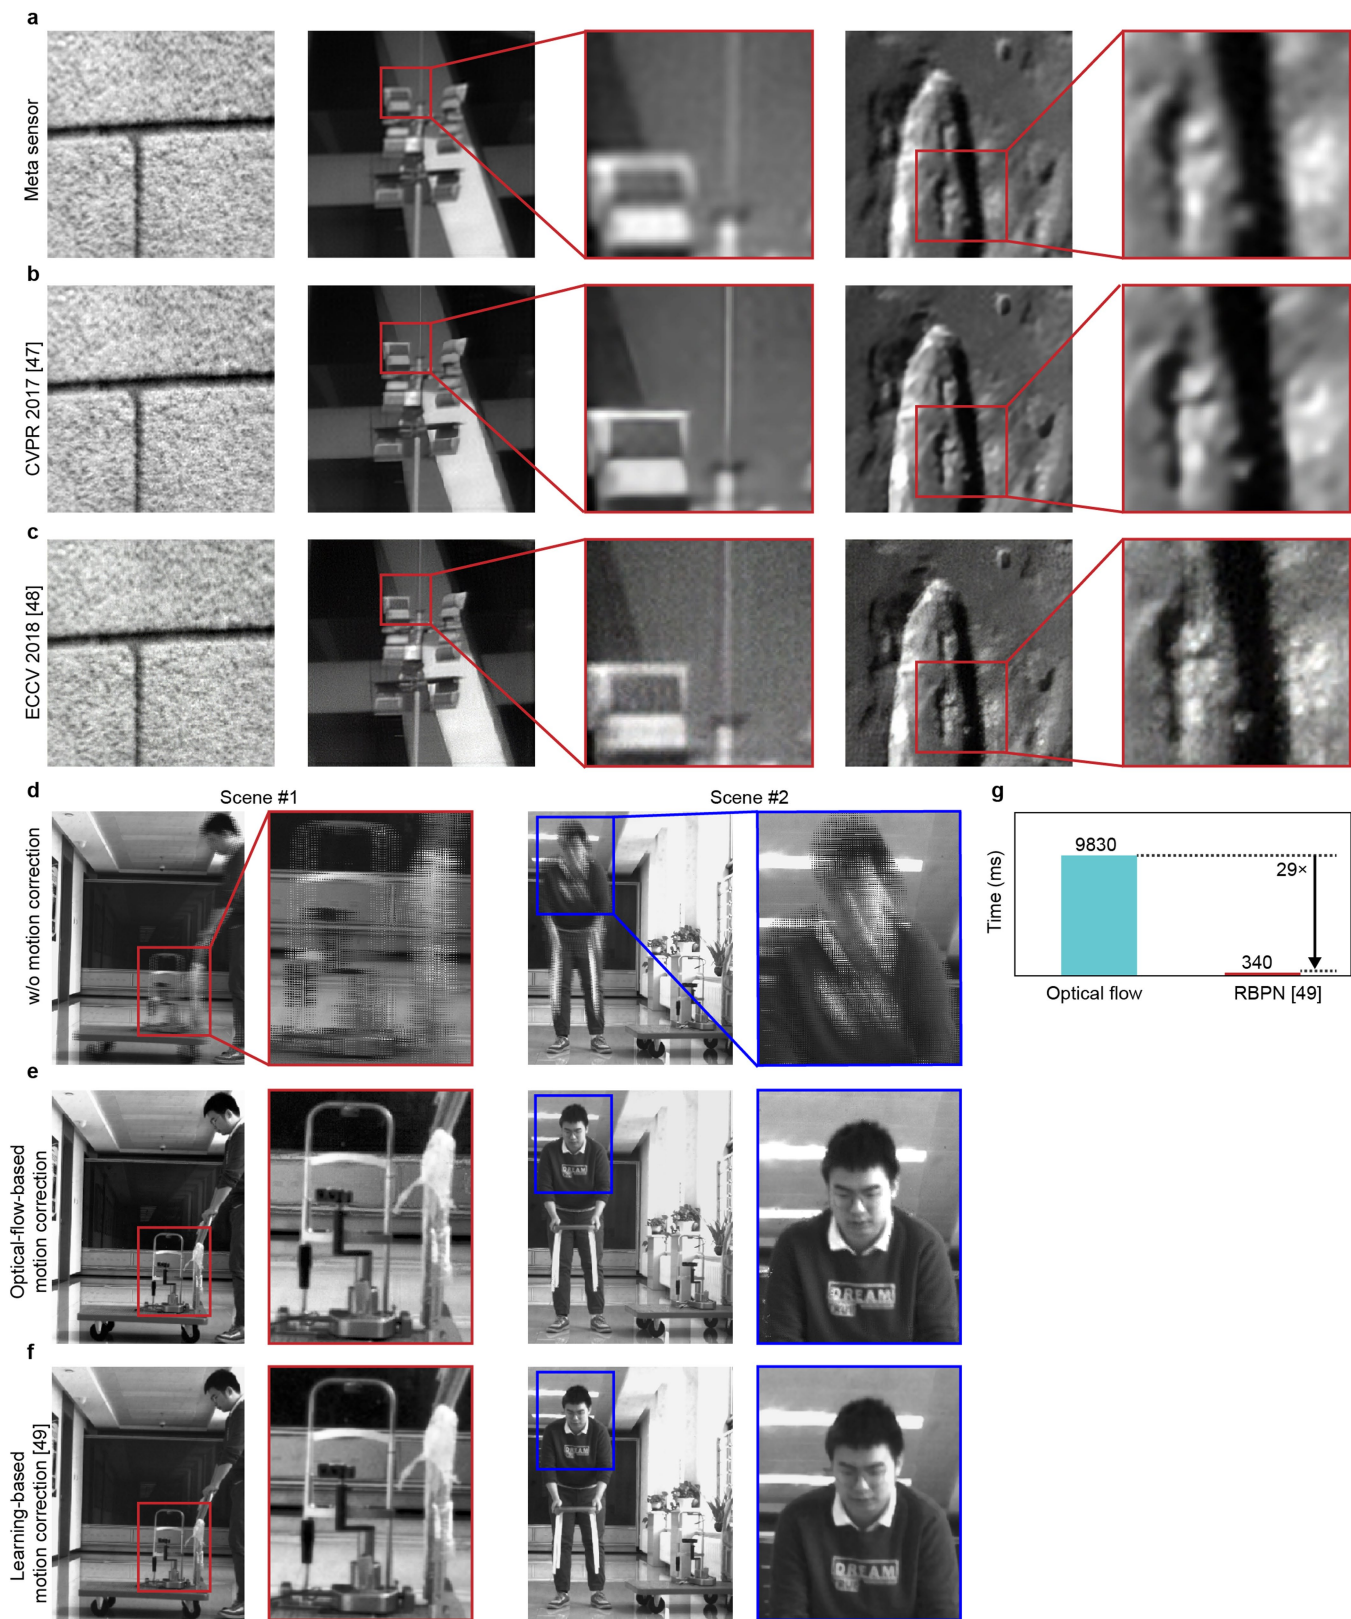 a
Meta sensor
b
CVPR 2017 [47]
c
ECCV 2018 [48]
d
Scene #1
Scene #2
w/o motion correction
g
Time (ms)
9830
29×
340
Optical flow
RBPN [49]
e
Optical-flow-based
motion correction
DREAM
f
Learning-based
motion correction [49]
DREAM